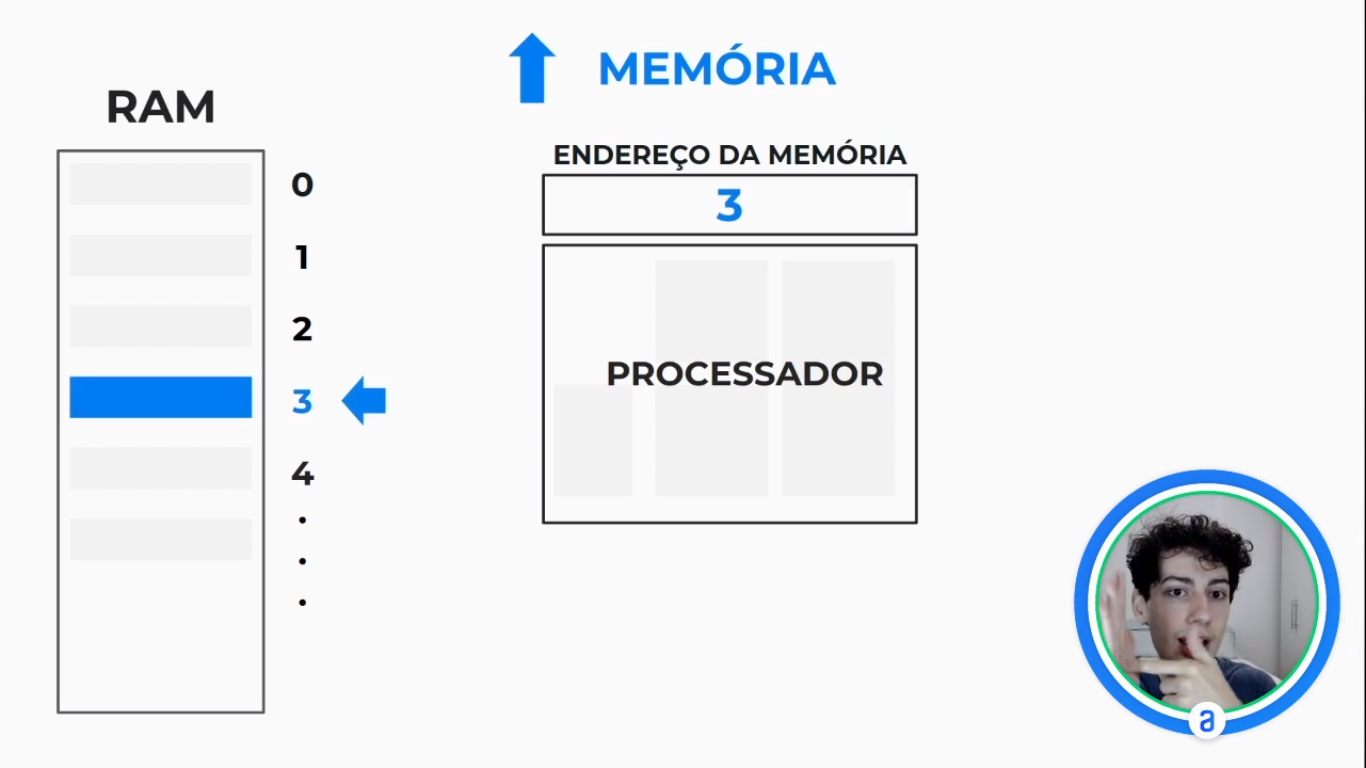 MEMÓRIA
RAM
ENDEREÇO DA MEMÓRIA
3
0
1
2
3
4
.
.
.
PROCESSADOR
a